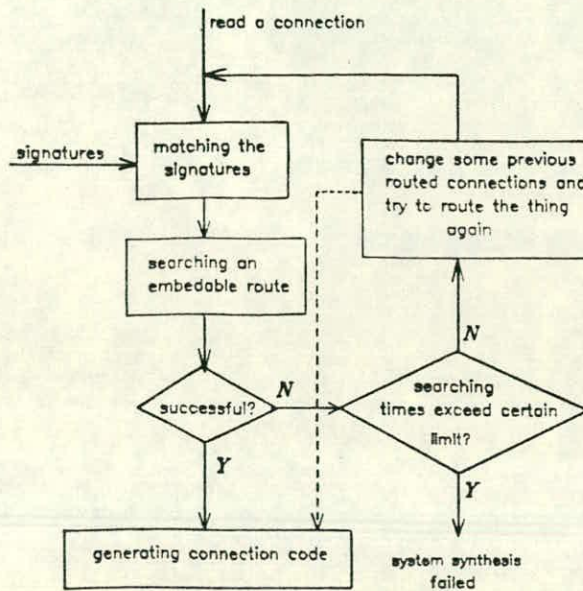 read a connection
signatures
matching the
signatures
change some previous
routed connections and
try to route the thing
again
searching an
embedable route
successful?
N
Y
N
searching
times exceed certain
limit?
Y
generating connection code
system synthesis
failed